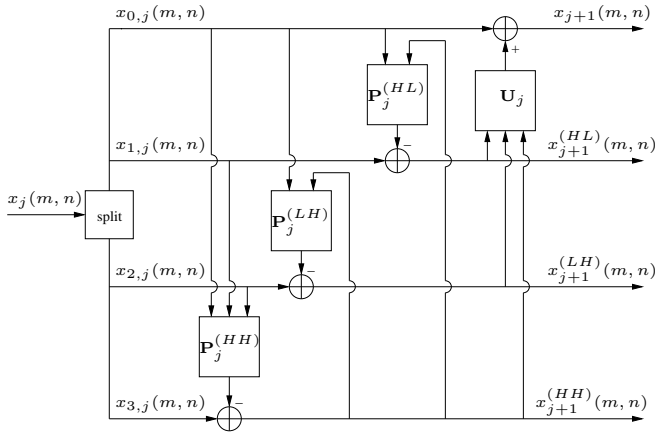 x_{0,j}(m, n)
x_{j+1}(m, n)
+
P_j^{(HL)}
U_j
x_{1,j}(m, n)
−
x_{j+1}^{(HL)}(m, n)
x_j(m, n)
split
P_j^{(LH)}
x_{2,j}(m, n)
−
x_{j+1}^{(LH)}(m, n)
P_j^{(HH)}
x_{3,j}(m, n)
−
x_{j+1}^{(HH)}(m, n)